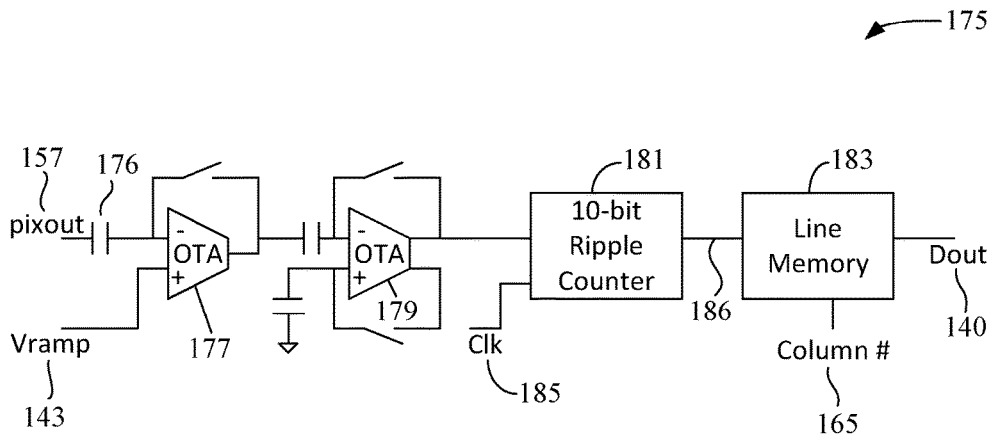 175
157
176
181
183
pixout
-
OTA
+
-
OTA
+
10-bit
Ripple
Counter
Line
Memory
Dout
Vramp
177
179
Clk
186
140
Column #
143
185
165